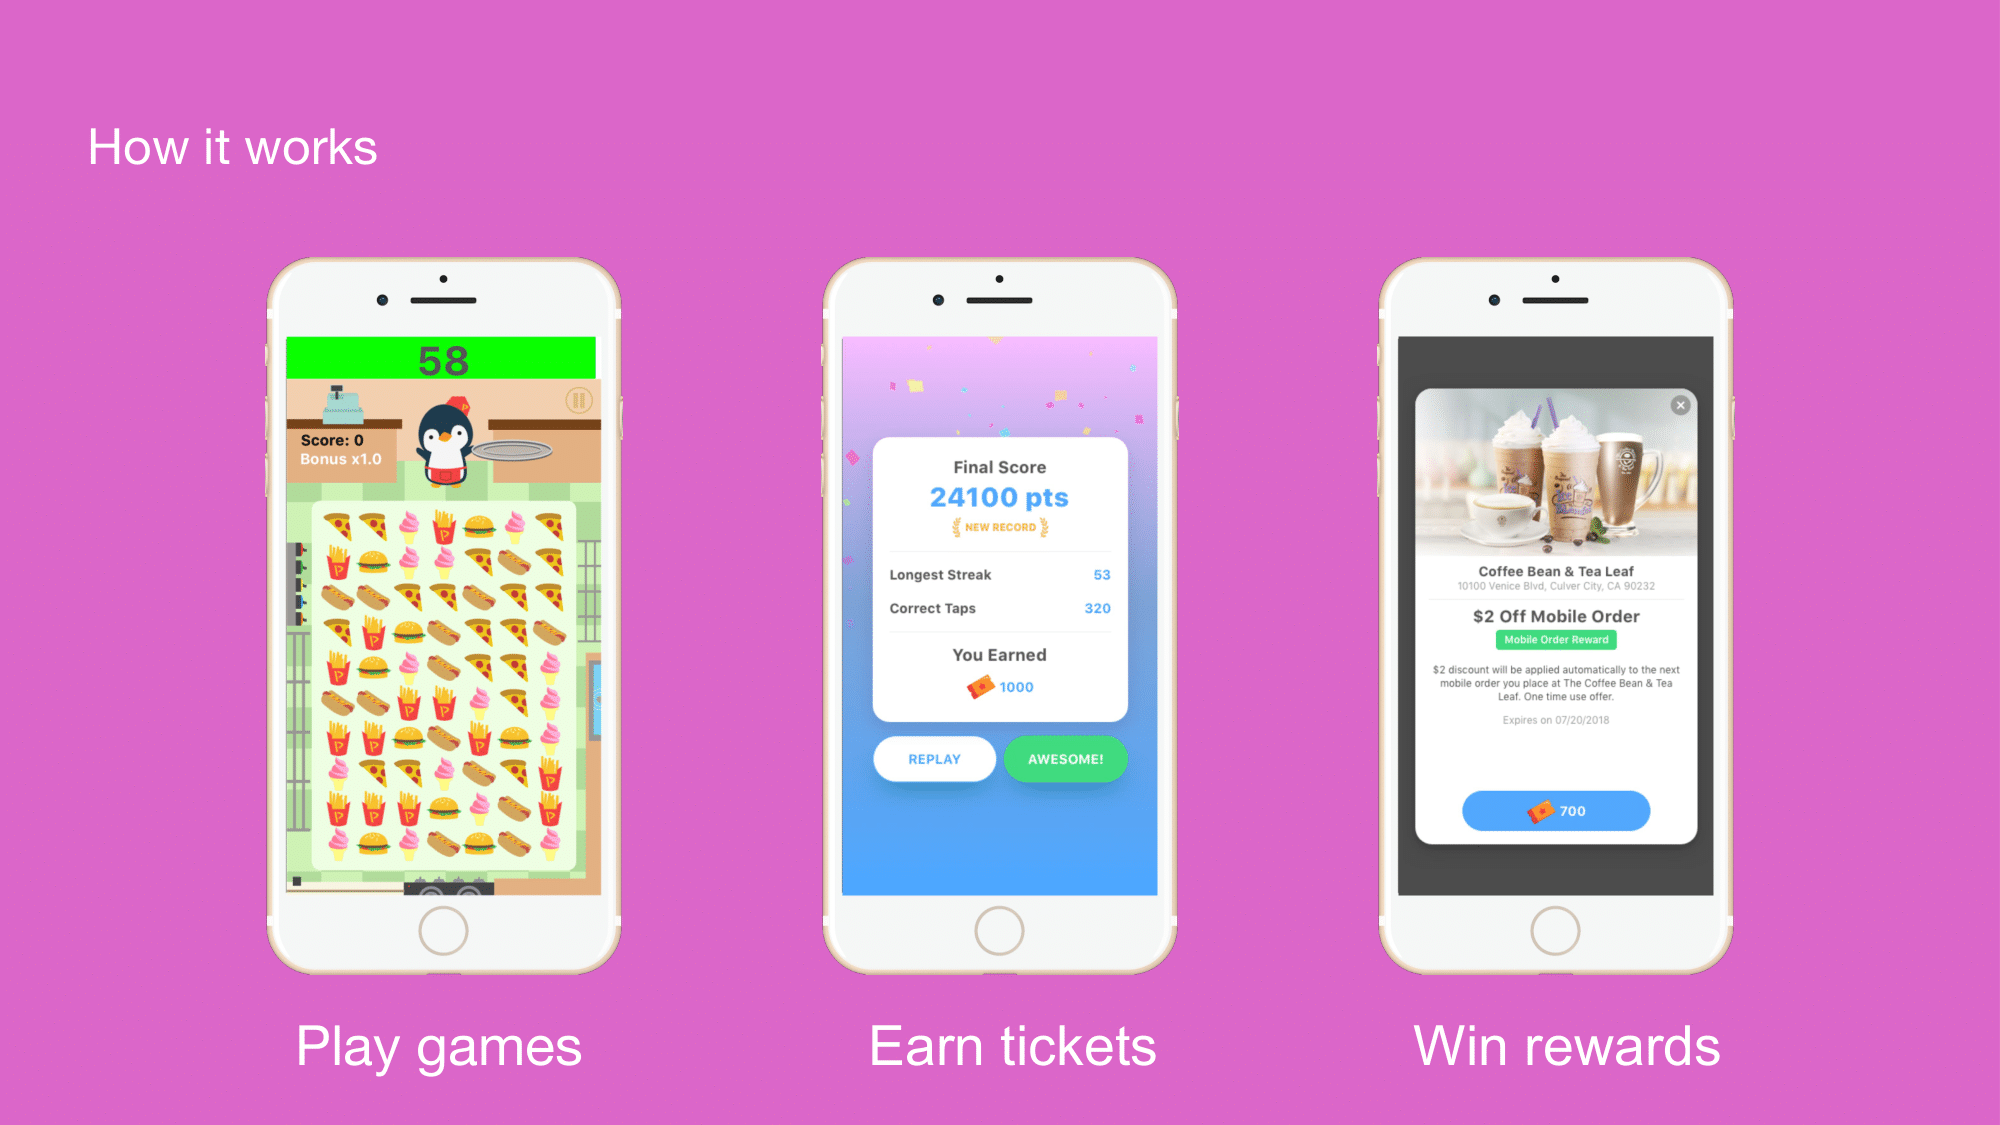 How it works
58
Score: 0
Bonus x1.0
Final Score
24100 pts
NEW RECORD
Longest Streak 53
Correct Taps 320
You Earned
1000
REPLAY
AWESOME!
Coffee Bean & Tea Leaf
10100 Venice Blvd, Culver City, CA 90232
$2 Off Mobile Order
Mobile Order Reward
$2 discount will be applied automatically to the next
mobile order you place at The Coffee Bean & Tea
Leaf. One time use offer.
Expires on 07/20/2018
700
Play games
Earn tickets
Win rewards